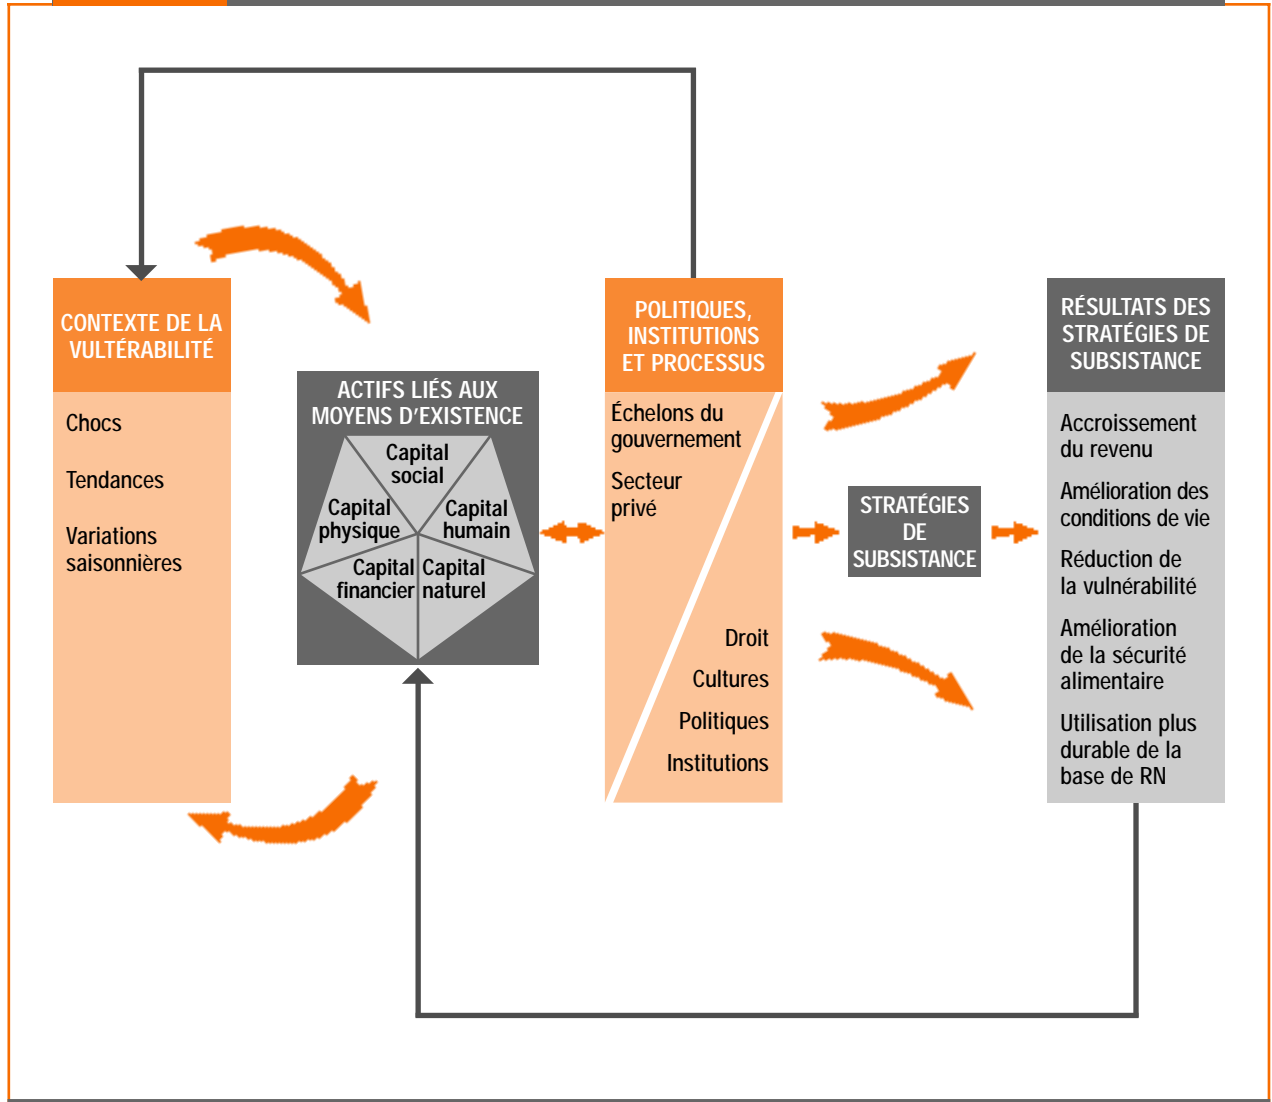 CONTEXTE DE LA
VULTÉRABILITÉ
Chocs
Tendances
Variations
saisonnières
ACTIFS LIÉS AUX
MOYENS D'EXISTENCE
Capital
social
Capital
physique
Capital
humain
Capital
financier
Capital
naturel
POLITIQUES,
INSTITUTIONS
ET PROCESSUS
Échelons du
gouvernement
Secteur
privé
Droit
Cultures
Politiques
Institutions
STRATÉGIES
DE
SUBSISTANCE
RÉSULTATS DES
STRATÉGIES DE
SUBSISTANCE
Accroissement
du revenu
Amélioration des
conditions de vie
Réduction de
la vulnérabilité
Amélioration
de la sécurité
alimentaire
Utilisation plus
durable de la
base de RN